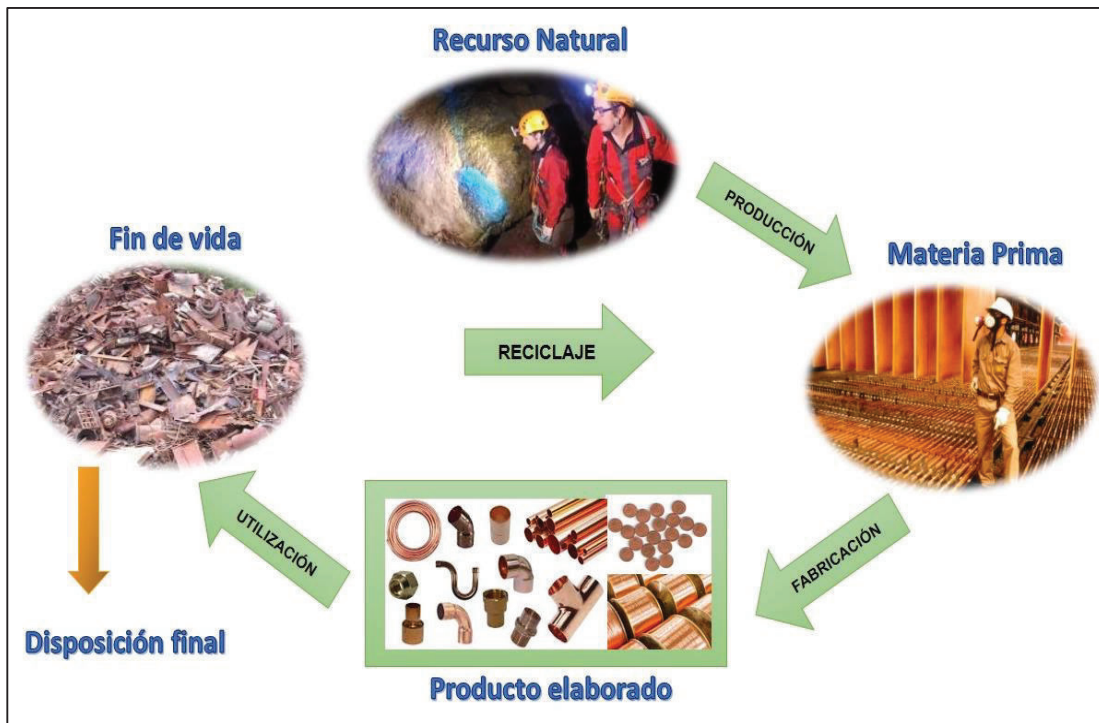 Recurso Natural
PRODUCCIÓN
Fin de vida
Materia Prima
RECICLAJE
UTILIZACIÓN
FABRICACIÓN
Disposición final
Producto elaborado